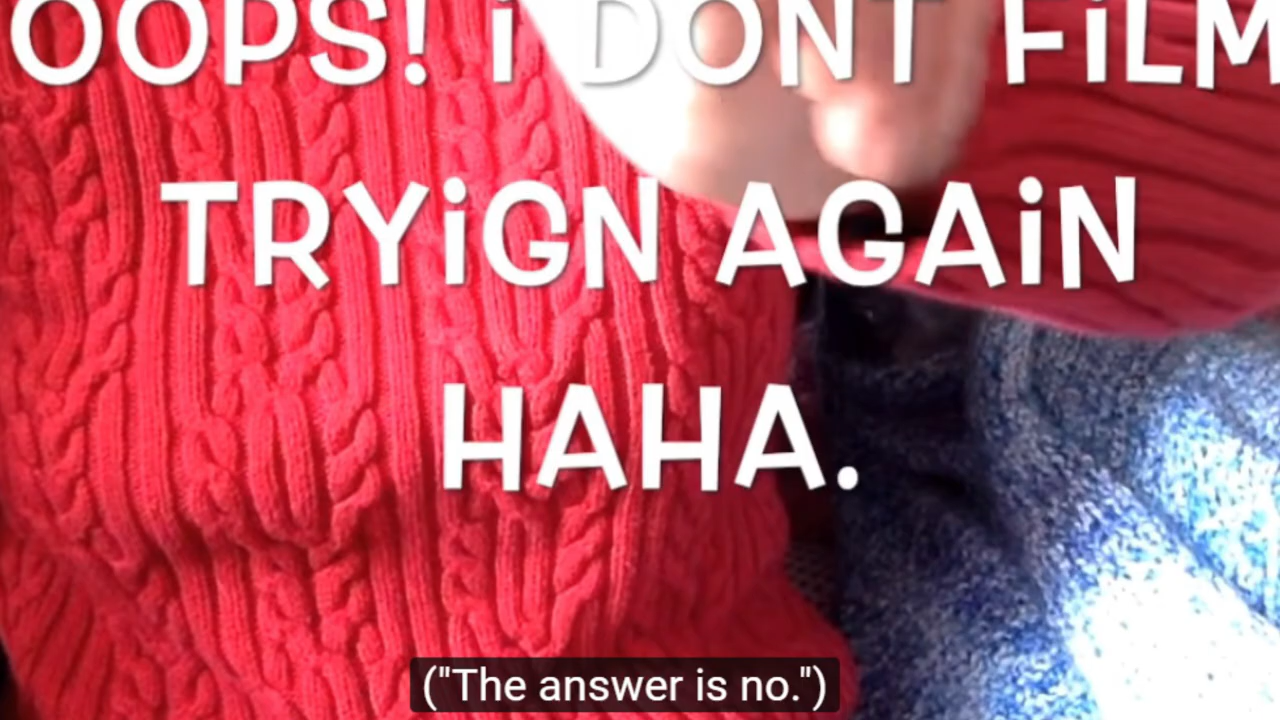 OOPS! i DONT FiLM
TRYiGN AGAiN
HAHA.
("The answer is no.")